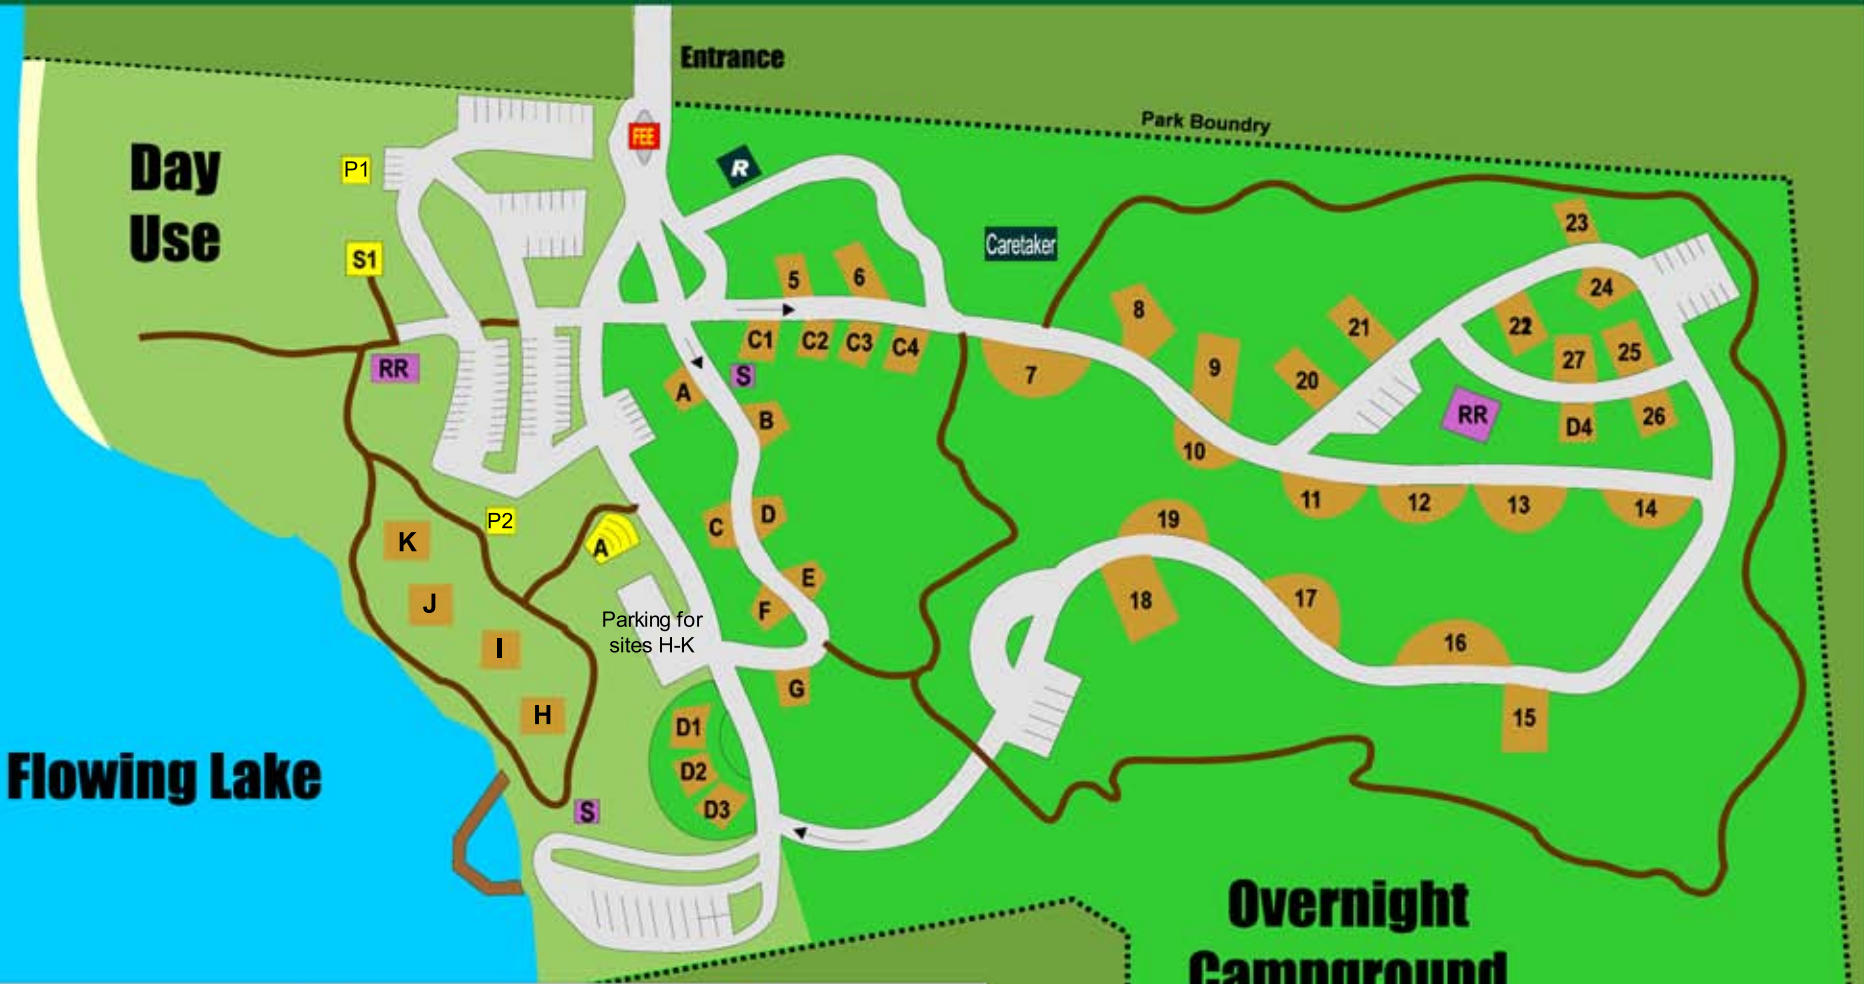 Entrance
Park Boundry
FEE
R
Day
Use
P1
S1
Caretaker
RR
5
6
C1
C2
C3
C4
S
A
B
7
8
9
10
20
21
22
23
24
25
27
26
D4
RR
11
12
13
14
P2
A
K
J
I
H
C
D
E
F
G
Parking for
sites H-K
19
18
17
16
15
D1
D2
D3
S
Flowing Lake
Overnight
Campground